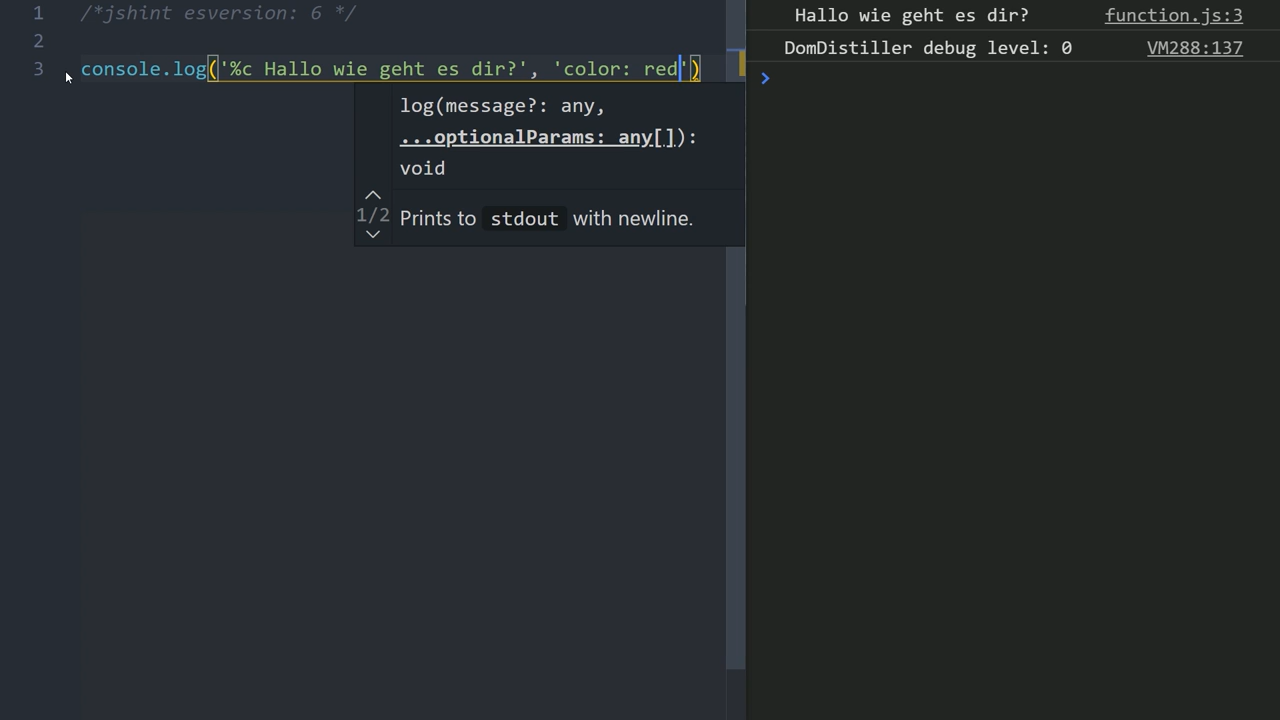 1 /*jshint esversion: 6 */
2
3 console.log('%c Hallo wie geht es dir?', 'color: red')
log(message?: any,
...optionalParams: any[]):
void
1/2
Prints to stdout with newline.
Hallo wie geht es dir? function.js:3
DomDistiller debug level: 0 VM288:137